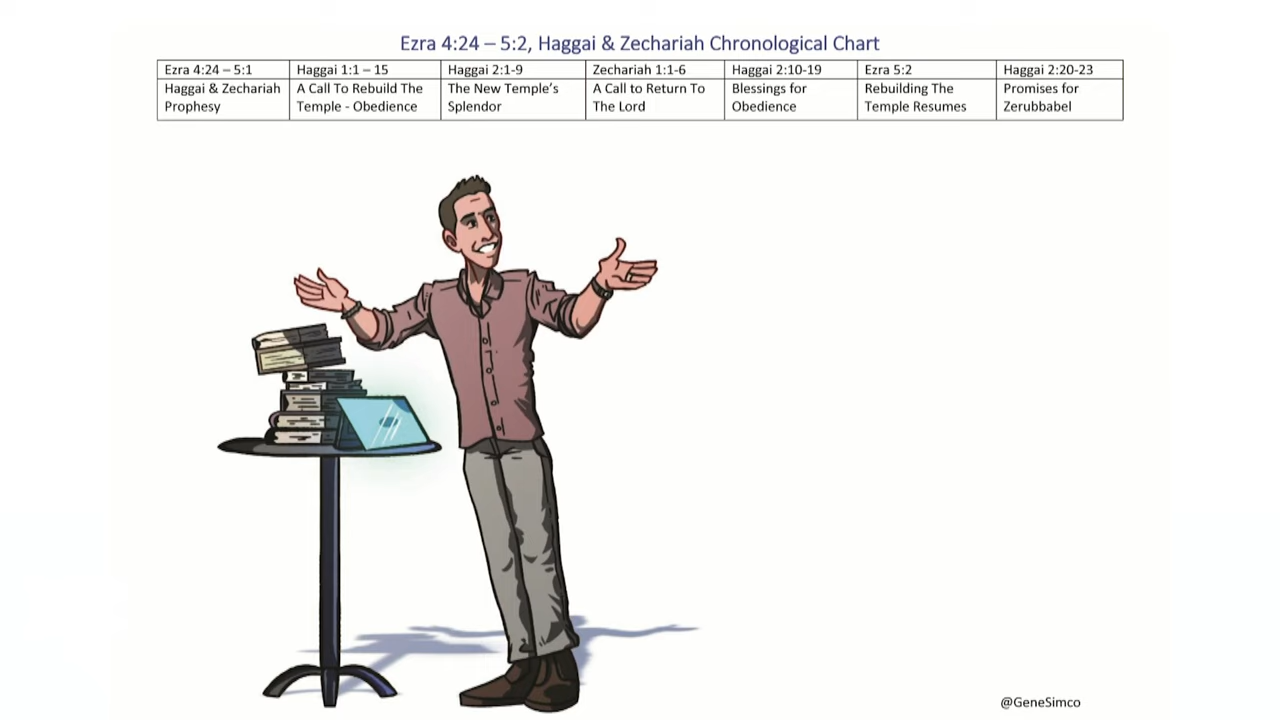 Ezra 4:24 – 5:2, Haggai & Zechariah Chronological Chart
Ezra 4:24 – 5:1
Haggai & Zechariah
Prophesy
Haggai 1:1 – 15
A Call To Rebuild The
Temple - Obedience
Haggai 2:1-9
The New Temple's
Splendor
Zechariah 1:1-6
A Call to Return To
The Lord
Haggai 2:10-19
Blessings for
Obedience
Ezra 5:2
Rebuilding The
Temple Resumes
Haggai 2:20-23
Promises for
Zerubbabel
@GeneSimco